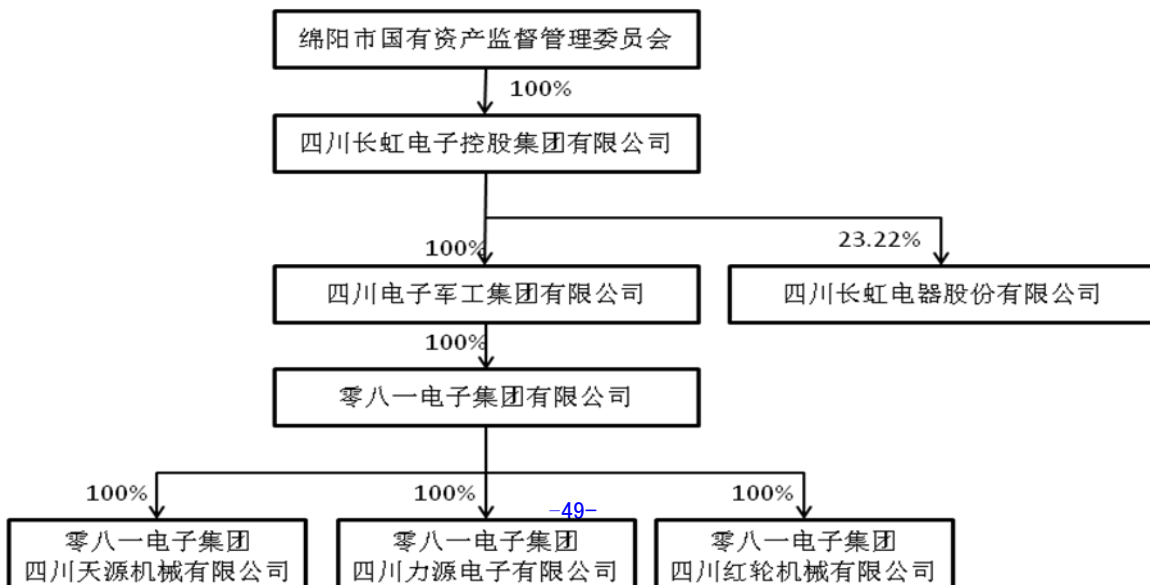 绵阳市国有资产监督管理委员会
100%
四川长虹电子控股集团有限公司
100%
23.22%
四川电子军工集团有限公司
四川长虹电器股份有限公司
100%
零八一电子集团有限公司
100%
100%
100%
-49-
零八一电子集团
四川天源机械有限公司
零八一电子集团
四川力源电子有限公司
零八一电子集团
四川红轮机械有限公司